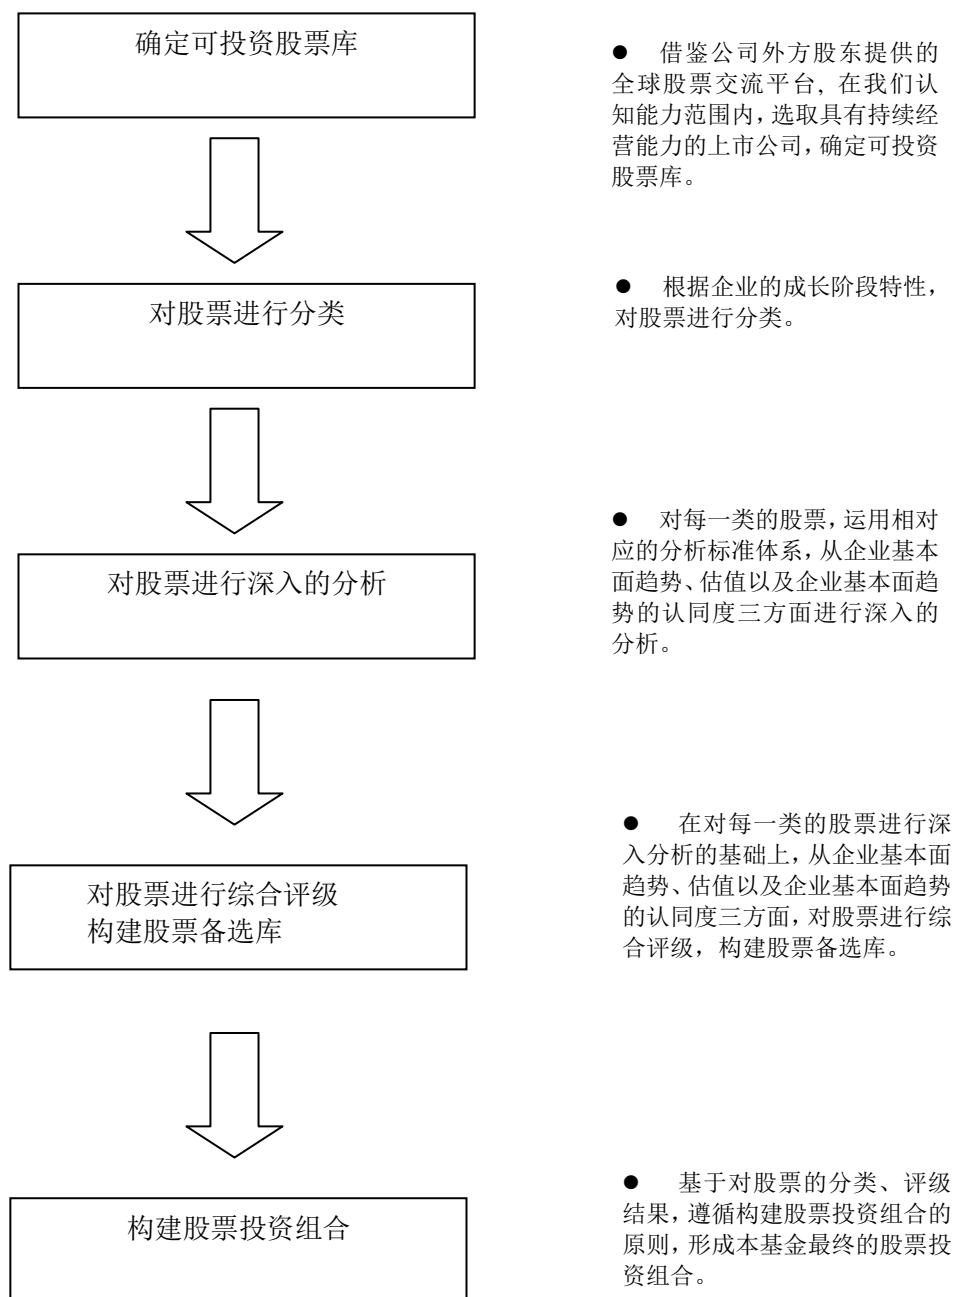 确定可投资股票库
● 借鉴公司外方股东提供的
全球股票交流平台, 在我们认
知能力范围内，选取具有持续经
营能力的上市公司，确定可投资
股票库。
对股票进行分类
● 根据企业的成长阶段特性，
对股票进行分类。
对股票进行深入的分析
● 对每一类的股票，运用相对
应的分析标准体系，从企业基本
面趋势、估值以及企业基本面趋
势的认同度三方面进行深入的
分析。
对股票进行综合评级
构建股票备选库
● 在对每一类的股票进行深
入分析的基础上，从企业基本面
趋势、估值以及企业基本面趋势
的认同度三方面，对股票进行综
合评级，构建股票备选库。
构建股票投资组合
● 基于对股票的分类、评级
结果，遵循构建股票投资组合的
原则，形成本基金最终的股票投
资组合。